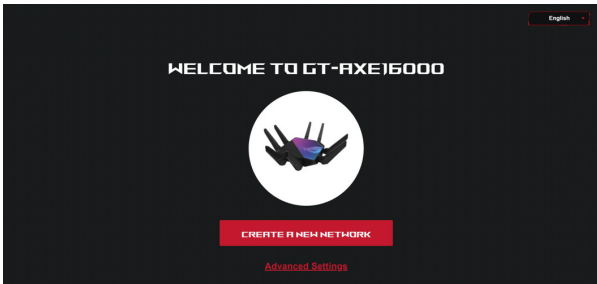 English
WELCOME TO GT-AXE16000
CREATE A NEW NETWORK
Advanced Settings